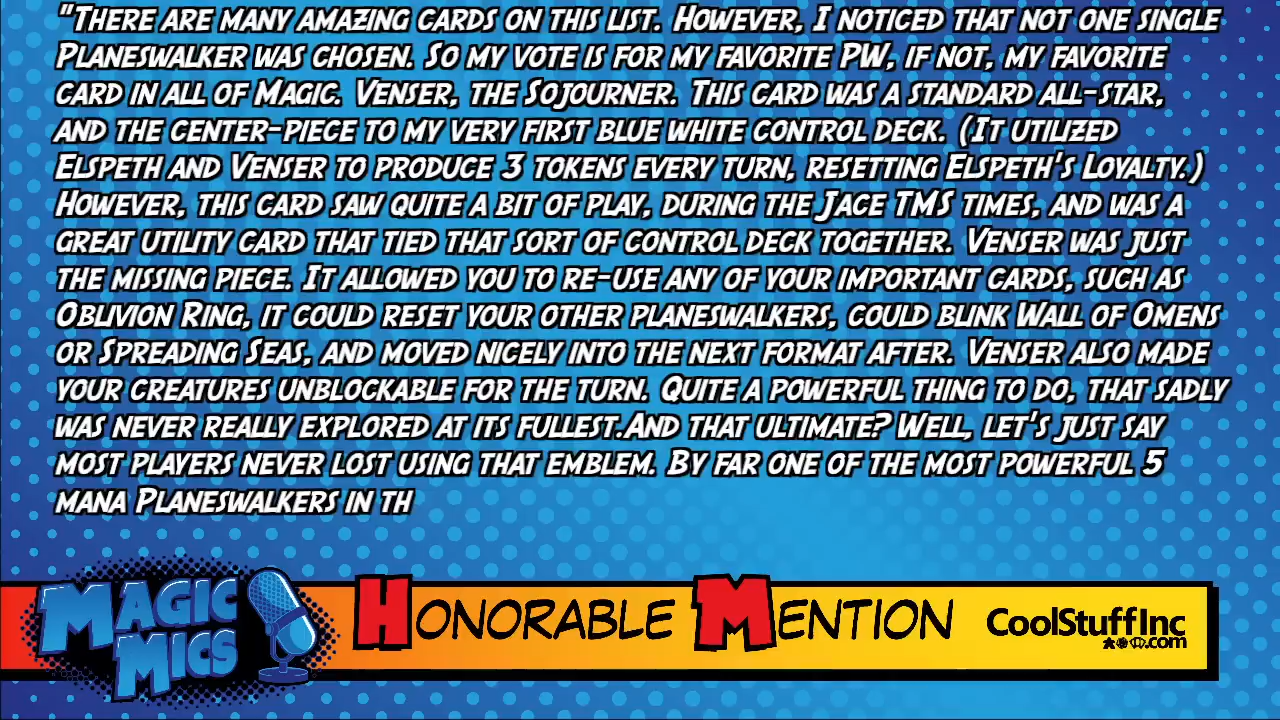 "There are many amazing cards on this list. However, I noticed that not one single
Planeswalker was chosen. So my vote is for my favorite PW, if not, my favorite
card in all of Magic. Venser, the Sojourner. This card was a standard all-star,
and the center-piece to my very first blue white control deck. (It utilized
Elspeth and Venser to produce 3 tokens every turn, resetting Elspeth's Loyalty.)
However, this card saw quite a bit of play, during the Jace TMS times, and was a
great utility card that tied that sort of control deck together. Venser was just
the missing piece. It allowed you to re-use any of your important cards, such as
Oblivion Ring, it could reset your other planeswalkers, could blink Wall of Omens
or Spreading Seas, and moved nicely into the next format after. Venser also made
your creatures unblockable for the turn. Quite a powerful thing to do, that sadly
was never really explored at its fullest.And that ultimate? Well, let's just say
most players never lost using that emblem. By far one of the most powerful 5
mana Planeswalkers in th
Magic
Mics
Honorable Mention
CoolStuffInc
.com